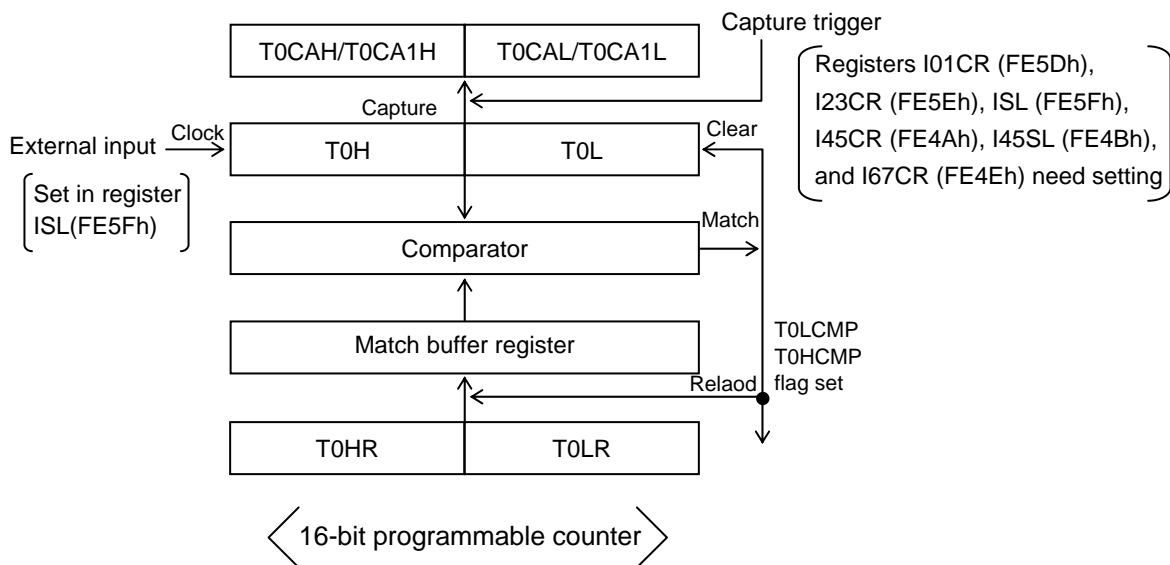 Capture trigger
T0CAH/T0CA1H
T0CAL/T0CA1L
Registers I01CR (FE5Dh),
I23CR (FE5Eh), ISL (FE5Fh),
I45CR (FE4Ah), I45SL (FE4Bh),
and I67CR (FE4Eh) need setting
Capture
External input
Clock
T0H
T0L
Clear
Set in register
ISL(FE5Fh)
Comparator
Match
Match buffer register
T0LCMP
T0HCMP
flag set
Relaod
T0HR
T0LR
16-bit programmable counter